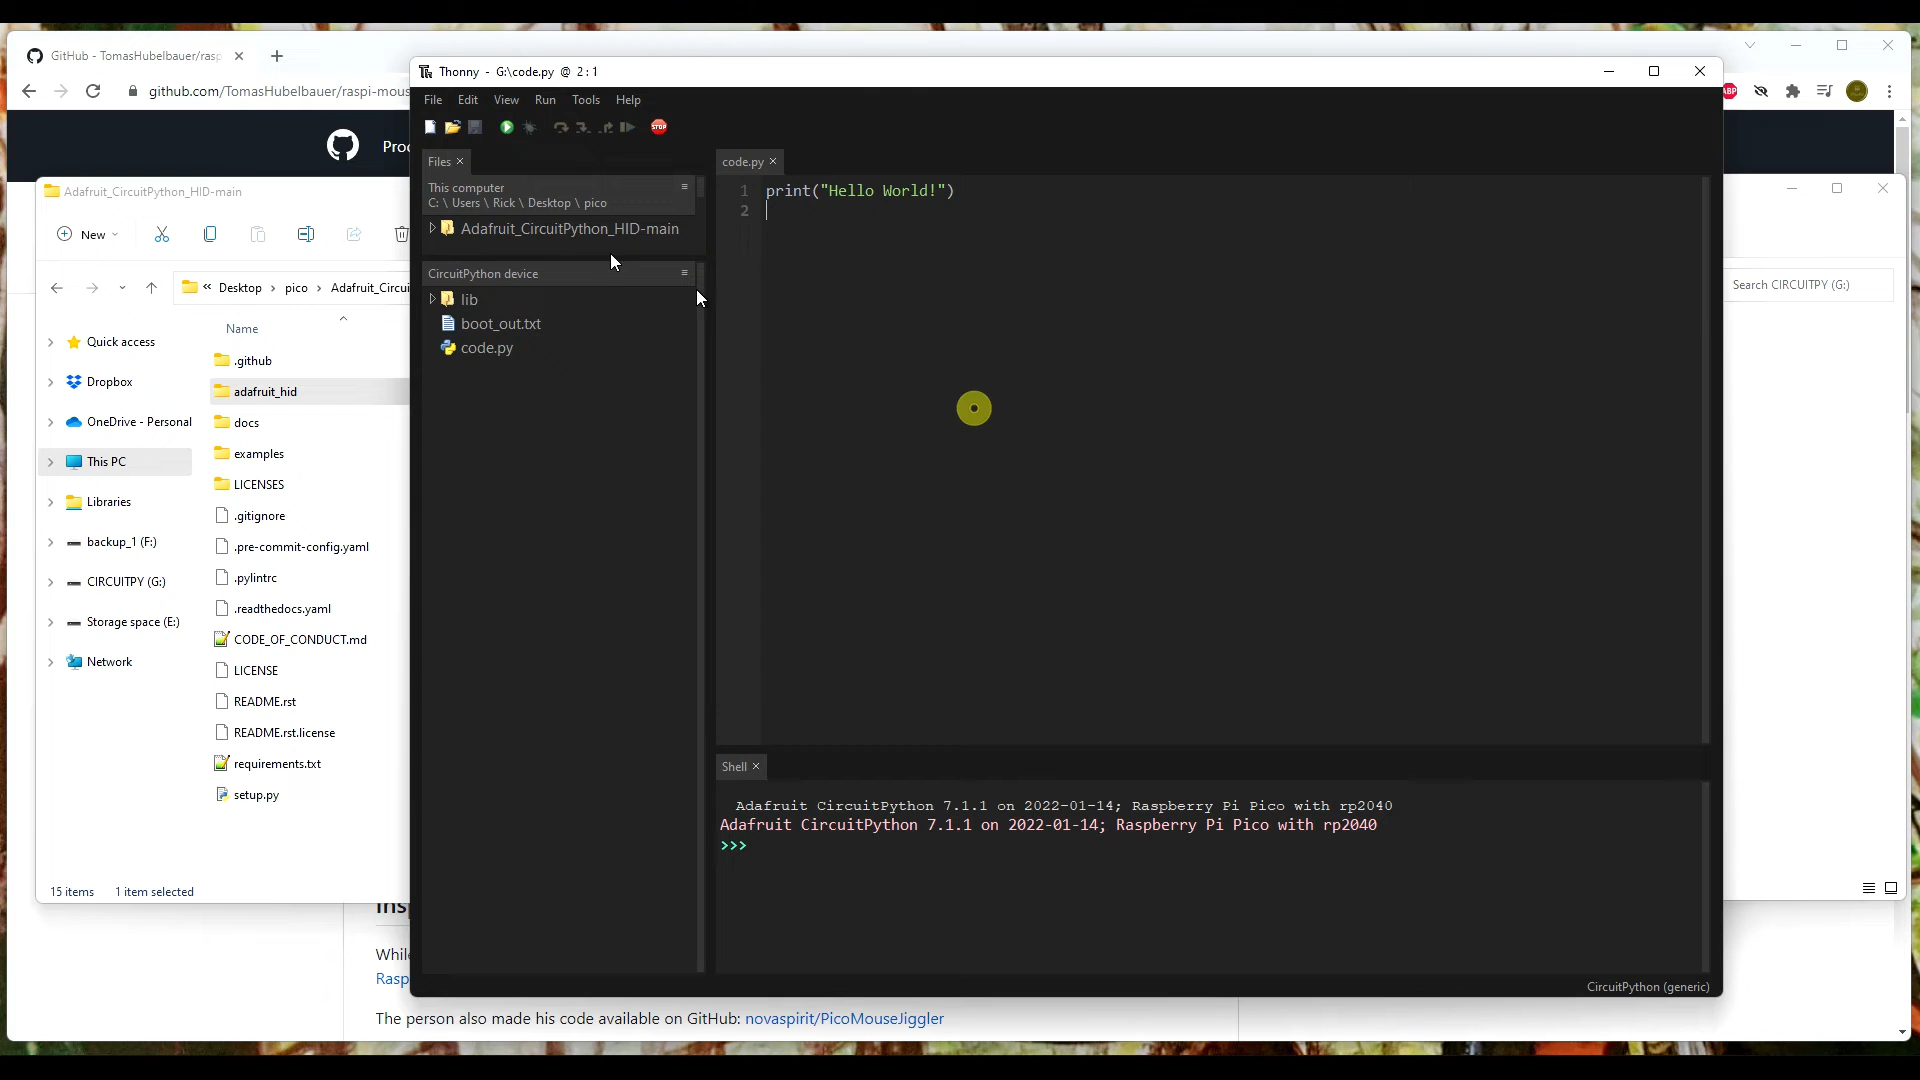 GitHub - TomasHubelbauer/rasp
github.com/TomasHubelbauer/raspi-mous
ABP
Proc
Thonny - G:\code.py @ 2 : 1
File Edit View Run Tools Help
STOP
Files
This computer
C: \ Users \ Rick \ Desktop \ pico
Adafruit_CircuitPython_HID-main
CircuitPython device
lib
boot_out.txt
code.py
code.py
1 print("Hello World!")
2
Shell
Adafruit CircuitPython 7.1.1 on 2022-01-14; Raspberry Pi Pico with rp2040
Adafruit CircuitPython 7.1.1 on 2022-01-14; Raspberry Pi Pico with rp2040
>>>
CircuitPython (generic)
Adafruit_CircuitPython_HID-main
New
« Desktop > pico > Adafruit_Circui
Search CIRCUITPY (G:)
Quick access
Dropbox
OneDrive - Personal
This PC
Libraries
backup_1 (F:)
CIRCUITPY (G:)
Storage space (E:)
Network
Name
.github
adafruit_hid
docs
examples
LICENSES
.gitignore
.pre-commit-config.yaml
.pylintrc
.readthedocs.yaml
CODE_OF_CONDUCT.md
LICENSE
README.rst
README.rst.license
requirements.txt
setup.py
15 items 1 item selected
Insp
While
Rasp
The person also made his code available on GitHub: novaspirit/PicoMouseJiggler